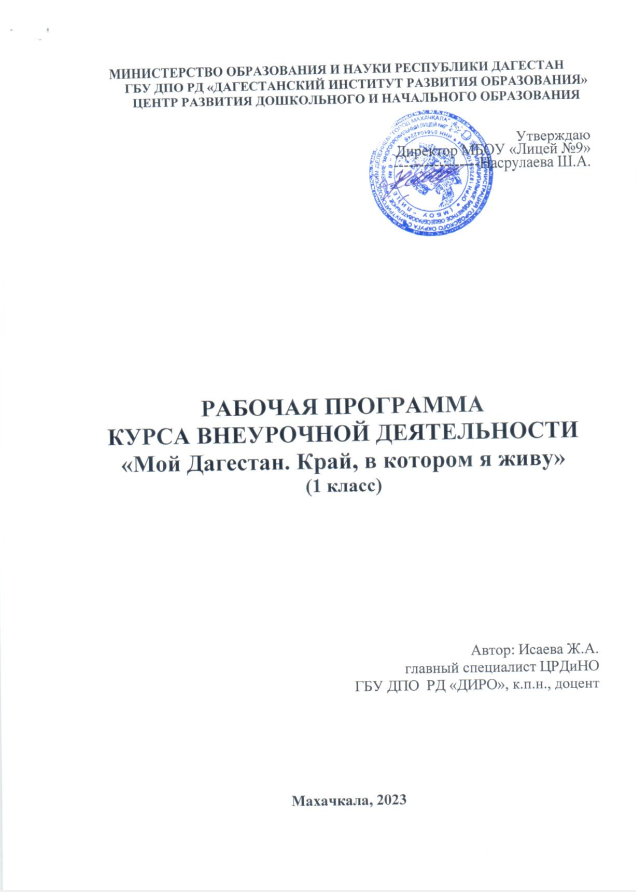 МИНИСТЕРСТВО ОБРАЗОВАНИЯ И НАУКИ РЕСПУБЛИКИ ДАГЕСТАН
ГБУ ДПО РД «ДАГЕСТАНСКИЙ ИНСТИТУТ РАЗВИТИЯ ОБРАЗОВАНИЯ»
ЦЕНТР РАЗВИТИЯ ДОШКОЛЬНОГО И НАЧАЛЬНОГО ОБРАЗОВАНИЯ
Утверждаю
Директор МБОУ «Лицей №9»
Насрулаева Ш.А.
РАБОЧАЯ ПРОГРАММА
КУРСА ВНЕУРОЧНОЙ ДЕЯТЕЛЬНОСТИ
«Мой Дагестан. Край, в котором я живу»
(1 класс)
Автор: Исаева Ж.А.
главный специалист ЦРДиНО
ГБУ ДПО РД «ДИРО», к.п.н., доцент
Махачкала, 2023